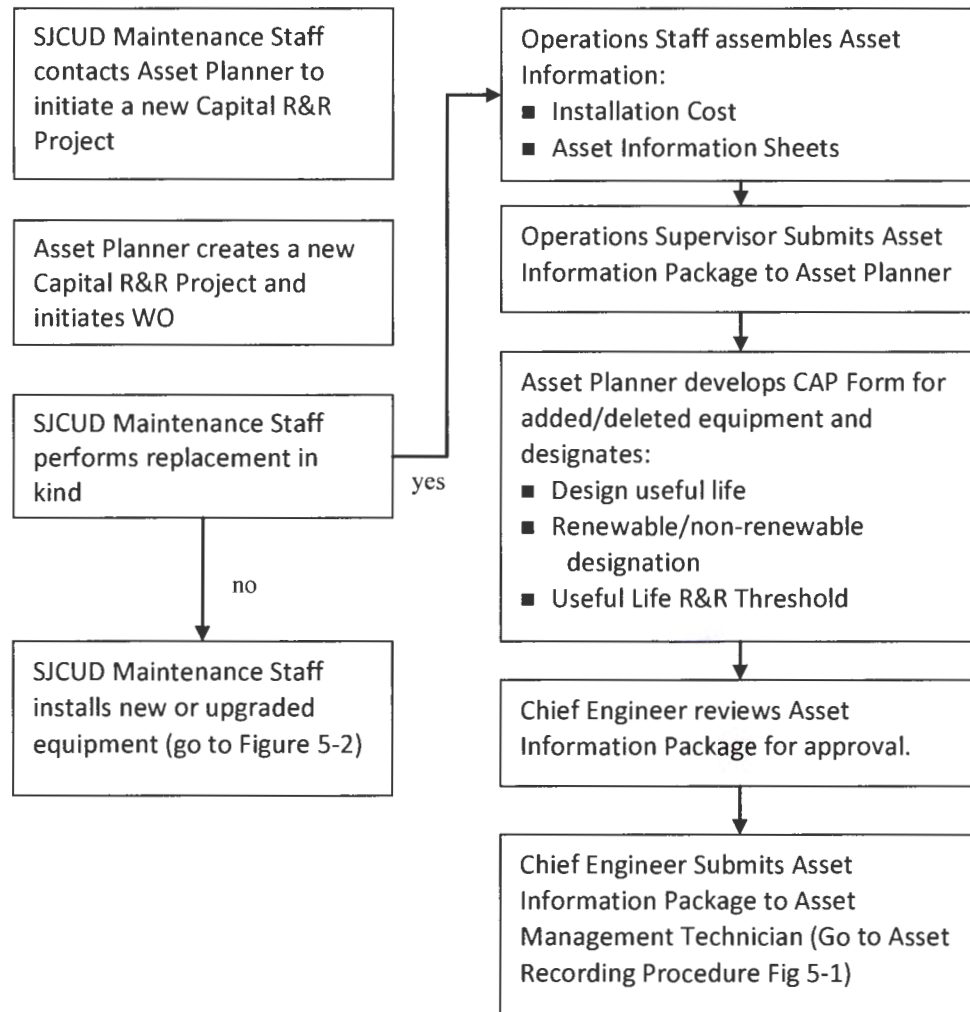 SJCUD Maintenance Staff
contacts Asset Planner to
initiate a new Capital R&R
Project
Asset Planner creates a new
Capital R&R Project and
initiates WO
SJCUD Maintenance Staff
performs replacement in
kind
yes
no
SJCUD Maintenance Staff
installs new or upgraded
equipment (go to Figure 5-2)
Operations Staff assembles Asset
Information:
■ Installation Cost
■ Asset Information Sheets
Operations Supervisor Submits Asset
Information Package to Asset Planner
Asset Planner develops CAP Form for
added/deleted equipment and
designates:
■ Design useful life
■ Renewable/non-renewable
designation
■ Useful Life R&R Threshold
Chief Engineer reviews Asset
Information Package for approval.
Chief Engineer Submits Asset
Information Package to Asset
Management Technician (Go to Asset
Recording Procedure Fig 5-1)